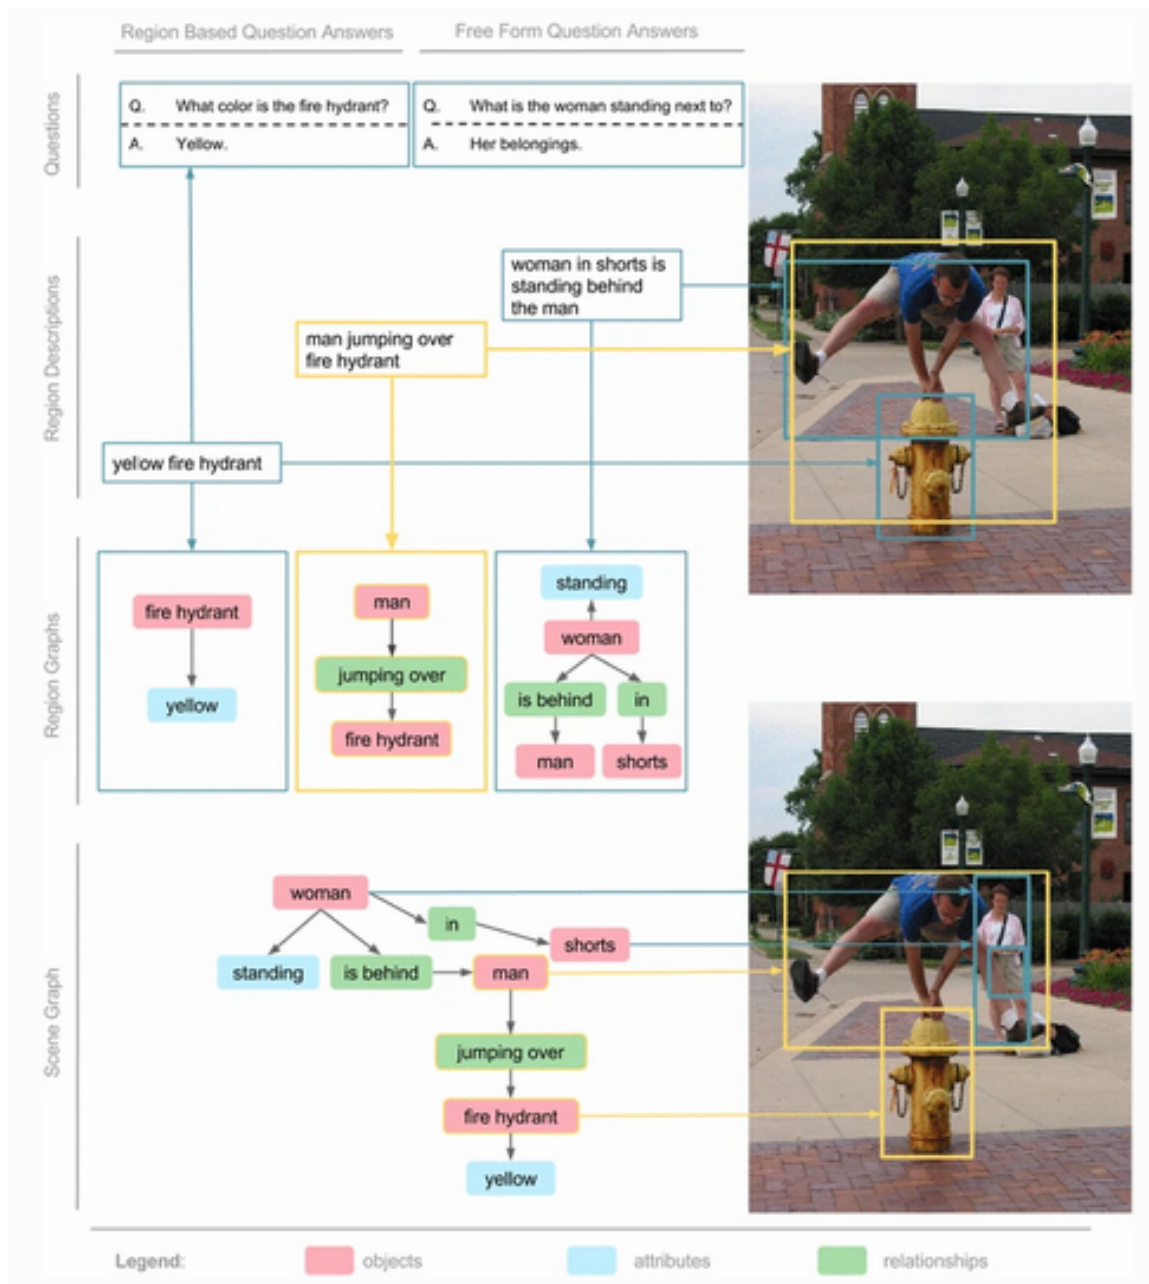 Region Based Question Answers
Free Form Question Answers
Questions
Q. What color is the fire hydrant?
A. Yellow.
Q. What is the woman standing next to?
A. Her belongings.
Region Descriptions
woman in shorts is
standing behind
the man
man jumping over
fire hydrant
yellow fire hydrant
Region Graphs
fire hydrant
yellow
man
jumping over
fire hydrant
standing
woman
is behind
in
man
shorts
Scene Graph
woman
in
shorts
standing
is behind
man
jumping over
fire hydrant
yellow
Legend:
objects
attributes
relationships